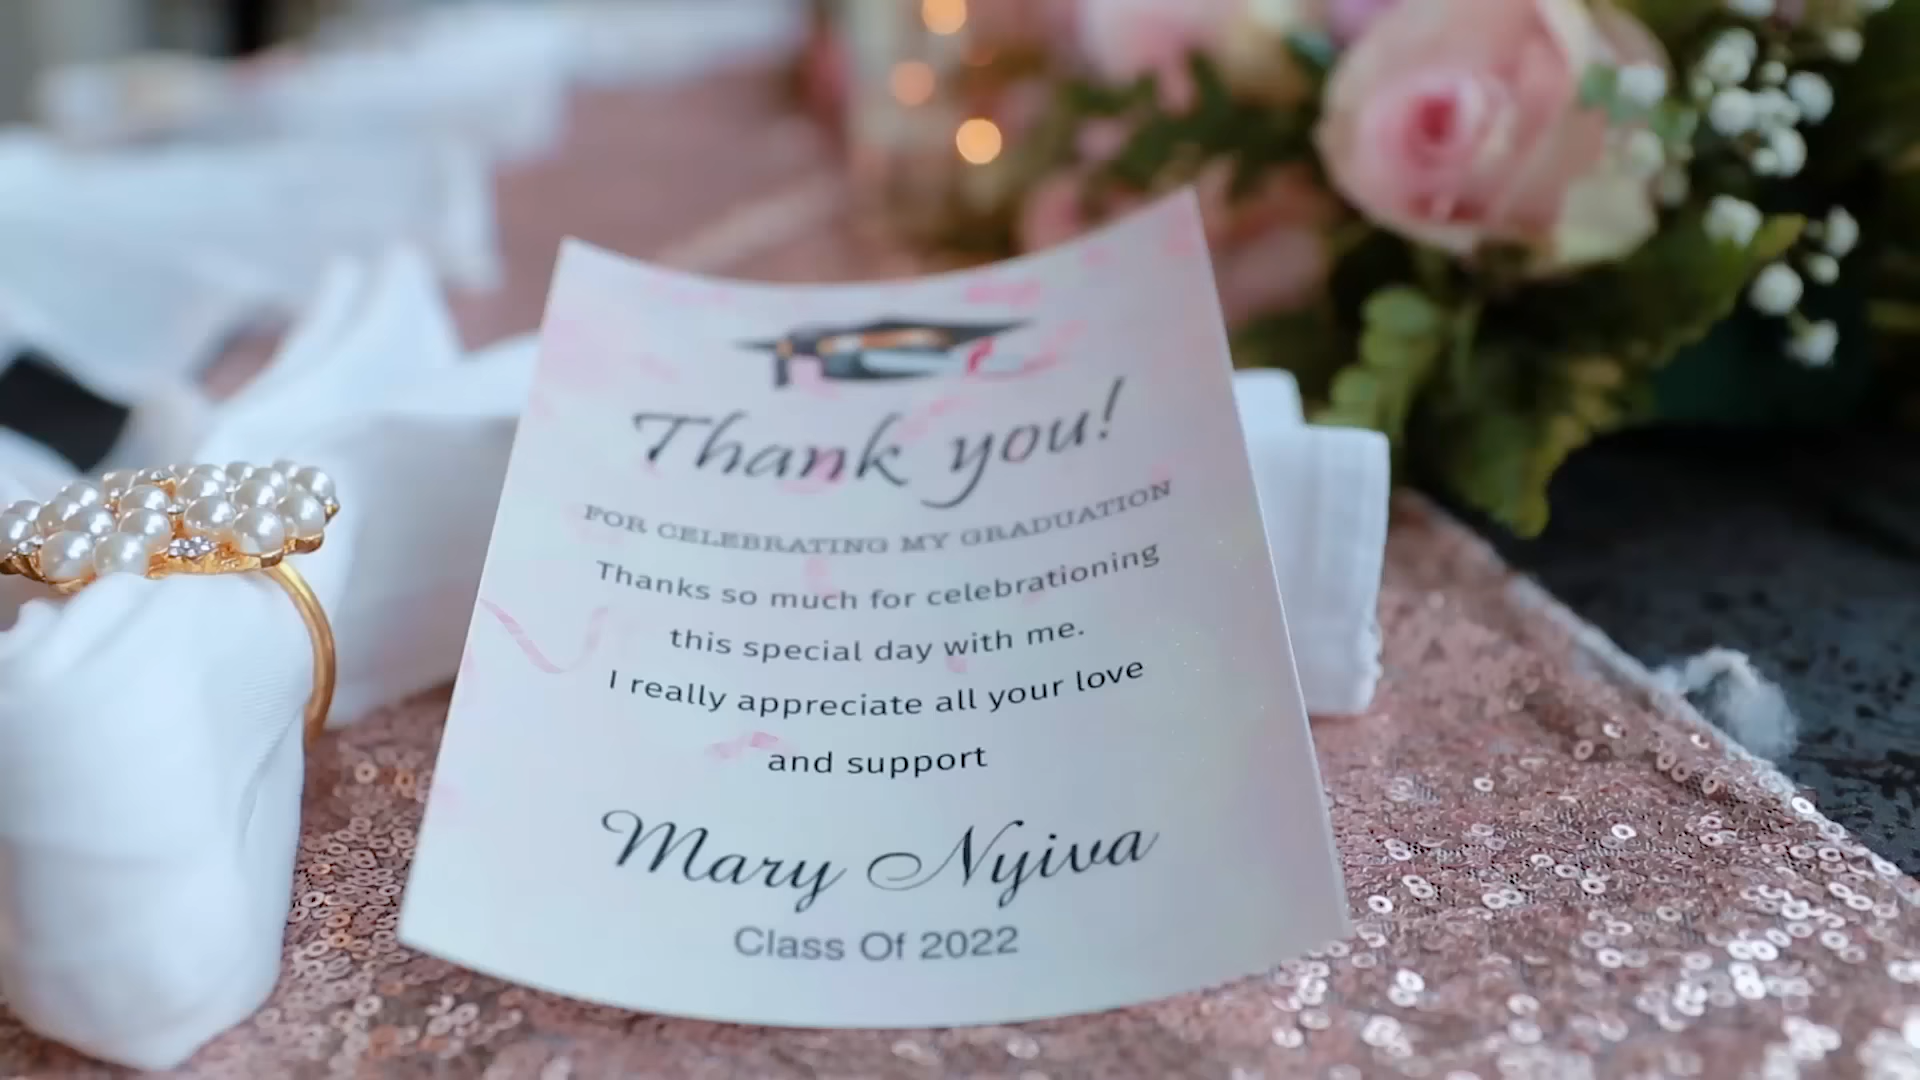 Thank you!
FOR CELEBRATING MY GRADUATION
Thanks so much for celebrationing
this special day with me.
I really appreciate all your love
and support
Mary Nyiva
Class Of 2022